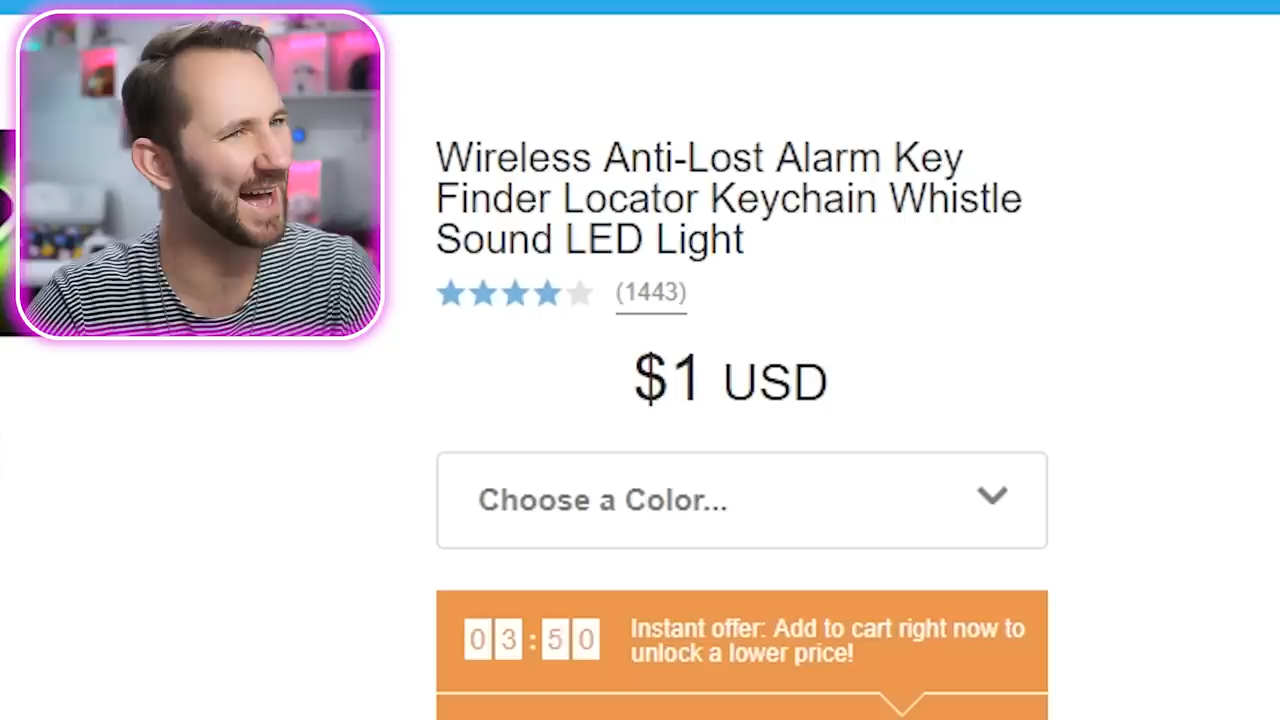 Wireless Anti-Lost Alarm Key
Finder Locator Keychain Whistle
Sound LED Light
(1443)
$1 USD
Choose a Color...
03:50
Instant offer: Add to cart right now to
unlock a lower price!